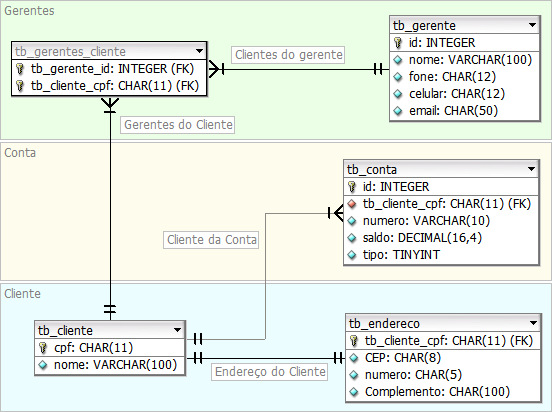 Gerentes
tb_gerente
id: INTEGER
nome: VARCHAR(100)
fone: CHAR(12)
celular: CHAR(12)
email: CHAR(50)
tb_gerentes_cliente
tb_gerente_id: INTEGER (FK)
tb_cliente_cpf: CHAR(11) (FK)
Clientes do gerente
Gerentes do Cliente
Conta
tb_conta
id: INTEGER
tb_cliente_cpf: CHAR(11) (FK)
numero: VARCHAR(10)
saldo: DECIMAL(16,4)
tipo: TINYINT
Cliente da Conta
Cliente
tb_cliente
cpf: CHAR(11)
nome: VARCHAR(100)
Endereço do Cliente
tb_endereco
tb_cliente_cpf: CHAR(11) (FK)
CEP: CHAR(8)
numero: CHAR(5)
Complemento: CHAR(100)